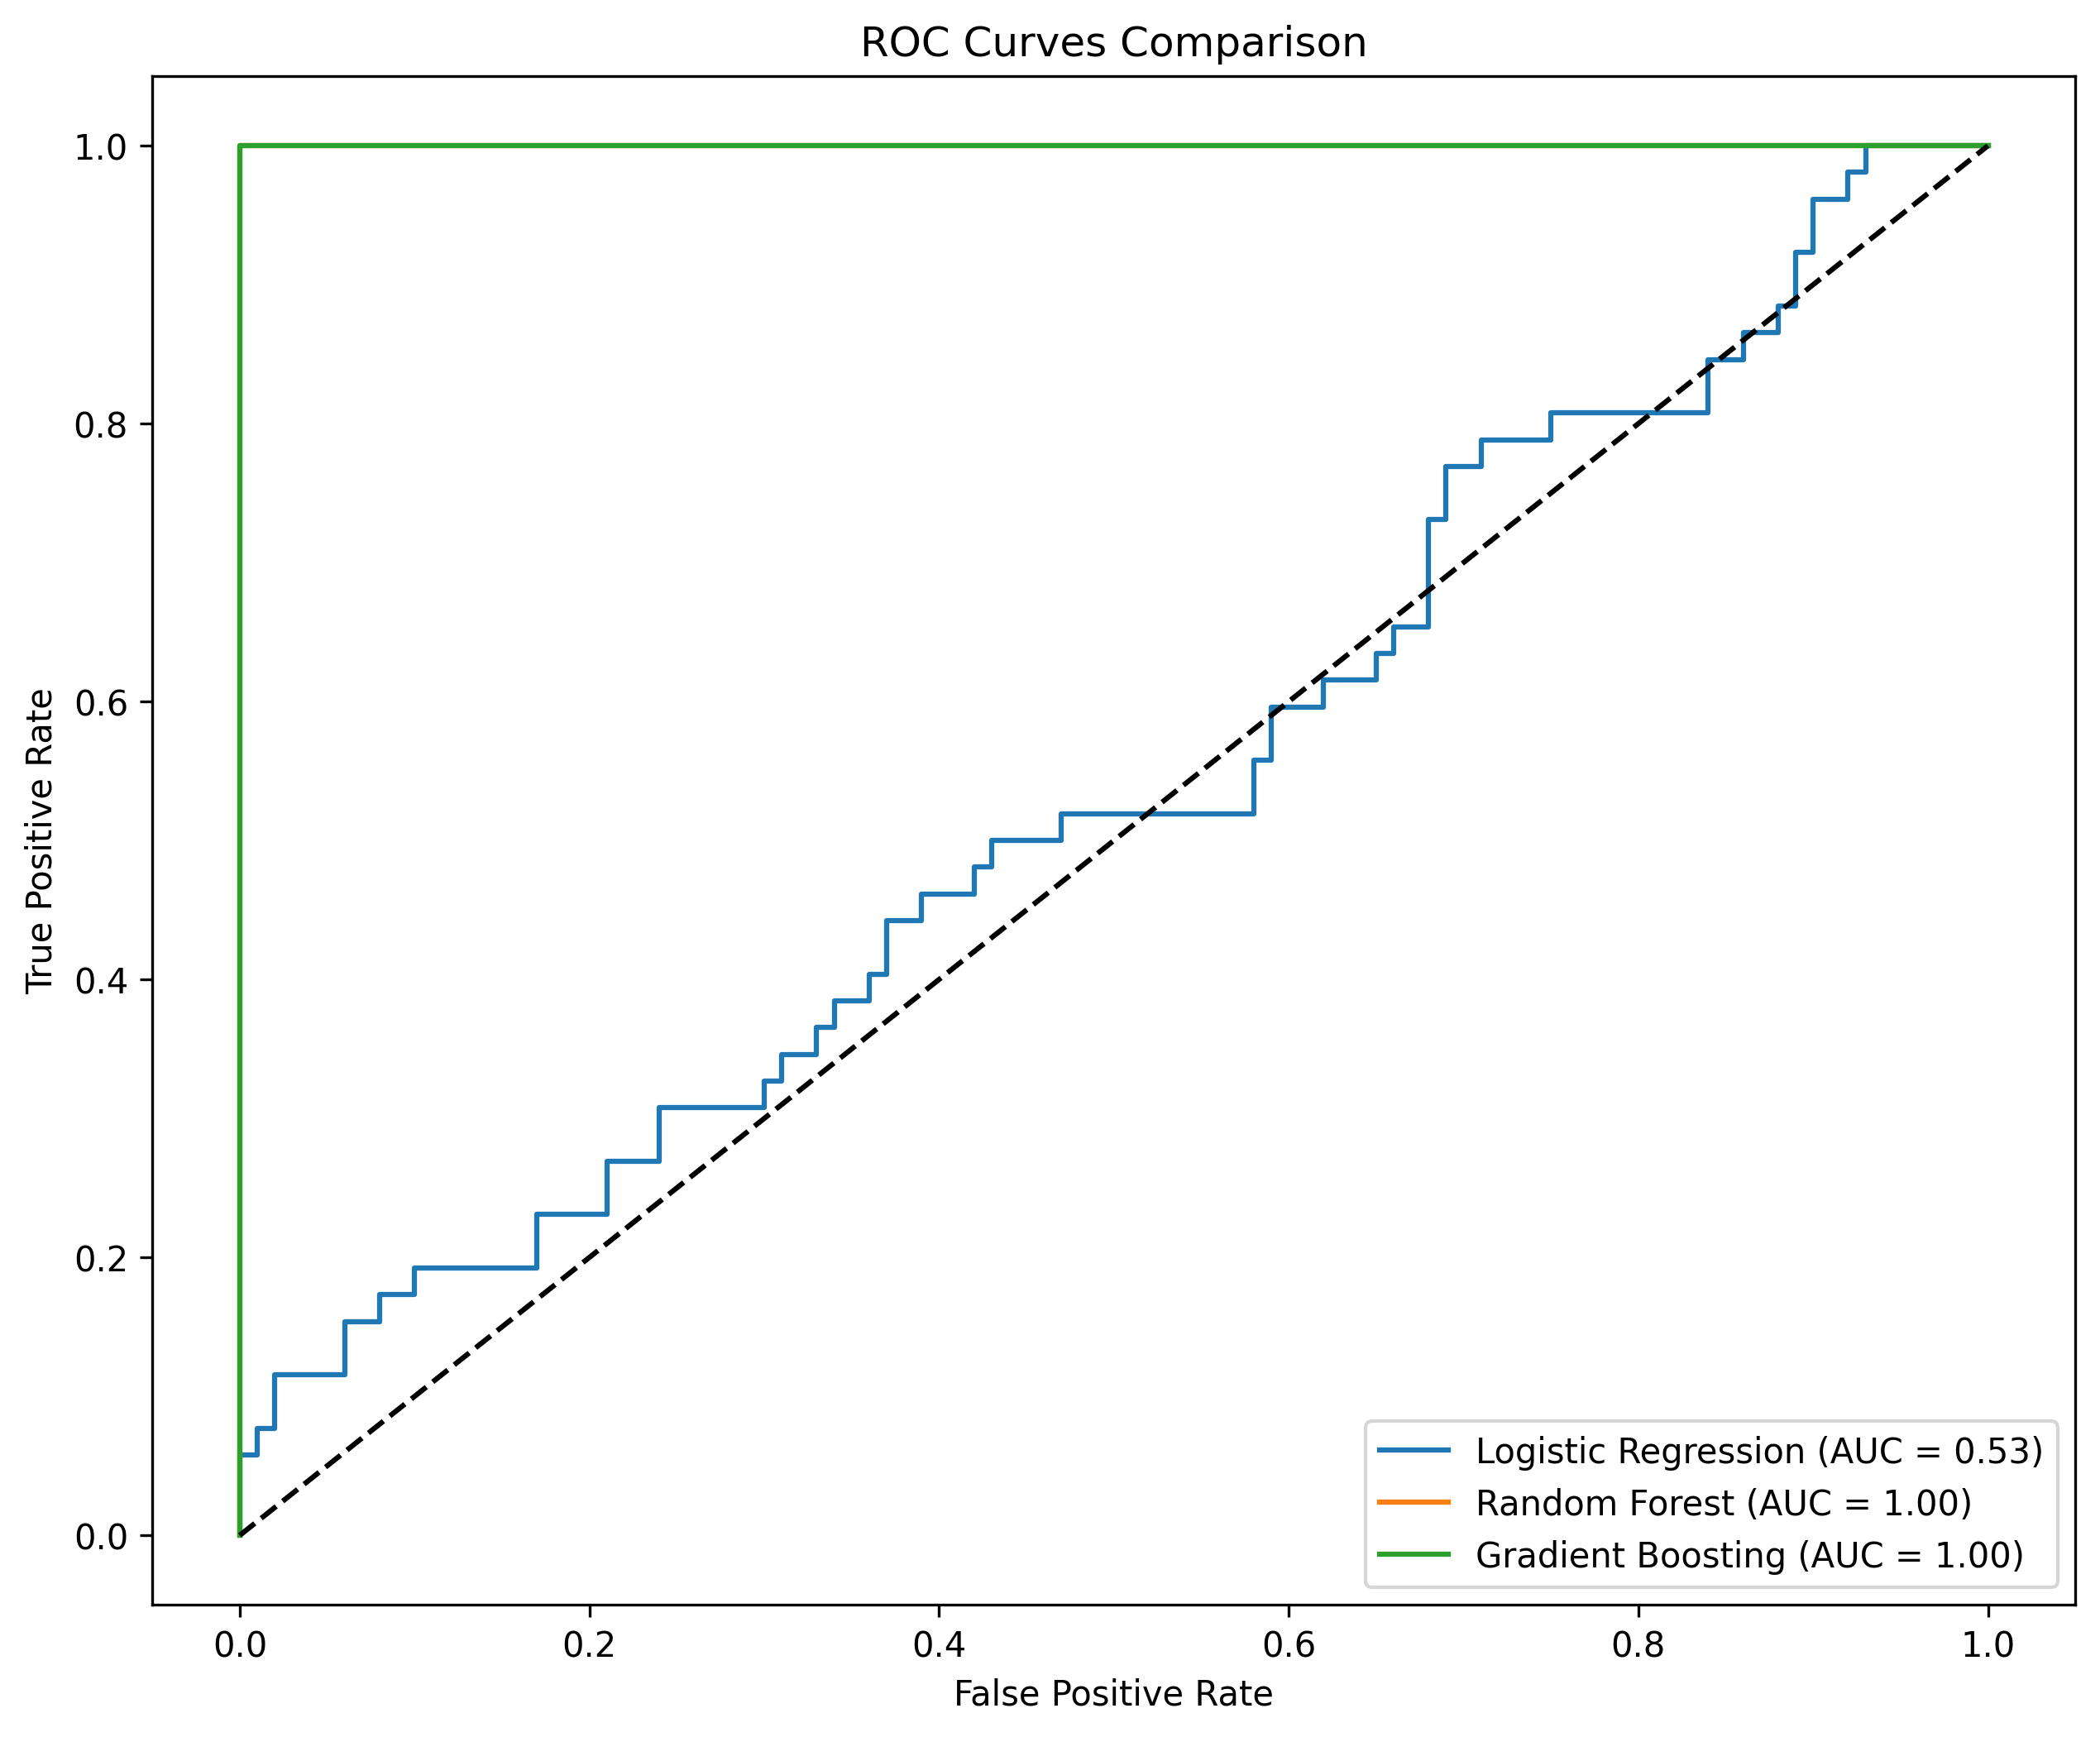 ROC Curves Comparison
1.0
0.8
0.6
0.4
0.2
0.0
True Positive Rate
0.0 0.2 0.4 0.6 0.8 1.0
False Positive Rate
Logistic Regression (AUC = 0.53)
Random Forest (AUC = 1.00)
Gradient Boosting (AUC = 1.00)